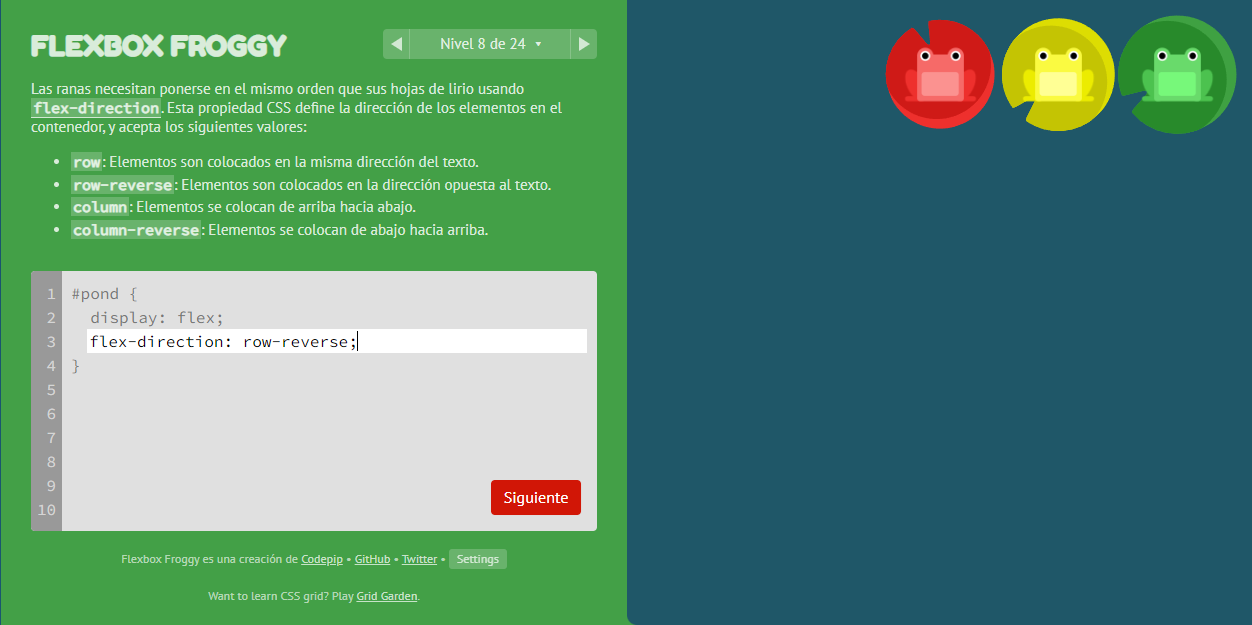 FLEXBOX FROGGY
◀ Nivel 8 de 24 ▾ ▶
Las ranas necesitan ponerse en el mismo orden que sus hojas de lirio usando
flex-direction. Esta propiedad CSS define la dirección de los elementos en el
contenedor, y acepta los siguientes valores:
• row: Elementos son colocados en la misma dirección del texto.
• row-reverse: Elementos son colocados en la dirección opuesta al texto.
• column: Elementos se colocan de arriba hacia abajo.
• column-reverse: Elementos se colocan de abajo hacia arriba.
1 #pond {
2 display: flex;
3 flex-direction: row-reverse;
4 }
5
6
7
8
9
10
Siguiente
Flexbox Froggy es una creación de Codepip • GitHub • Twitter • Settings
Want to learn CSS grid? Play Grid Garden.